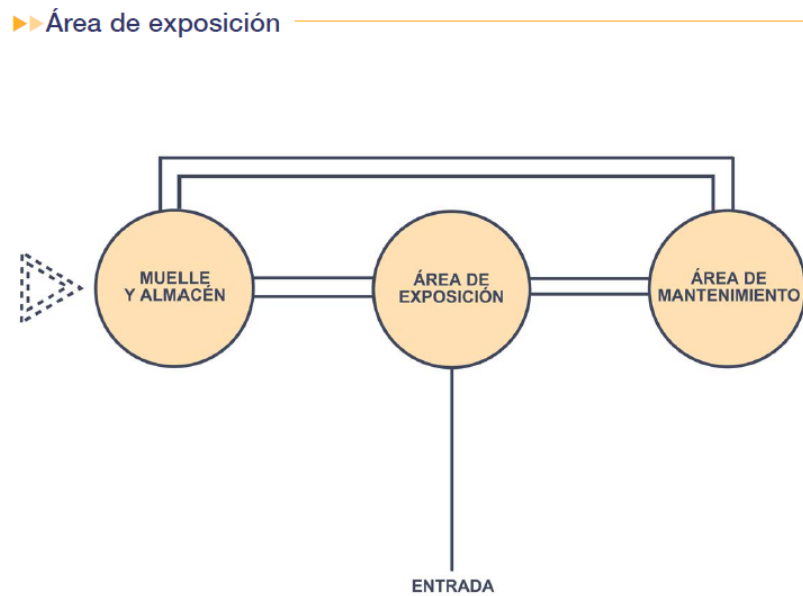 Área de exposición
MUELLE
Y ALMACÉN
ÁREA DE
EXPOSICIÓN
ÁREA DE
MANTENIMIENTO
ENTRADA